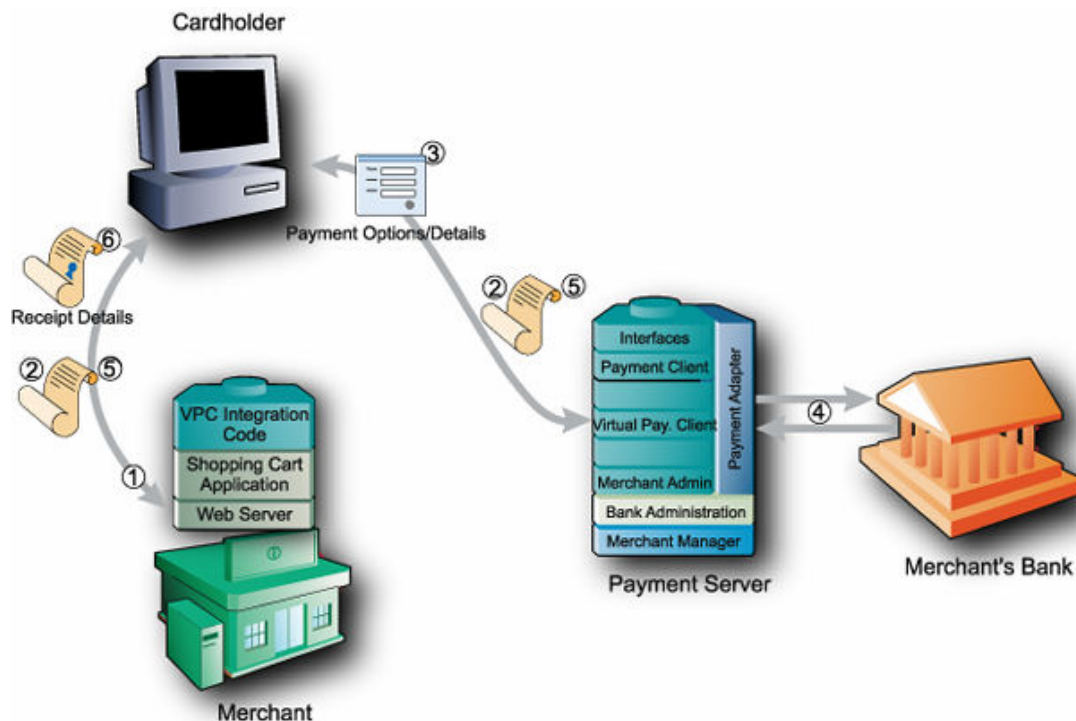 Cardholder
③
Payment Options/Details
⑥
Receipt Details
② ⑤
② ⑤
①
VPC Integration
Code
Shopping Cart
Application
Web Server
Merchant
Interfaces
Payment Client
Virtual Pay. Client
Merchant Admin
Payment Adapter
Bank Administration
Merchant Manager
Payment Server
④
Merchant's Bank